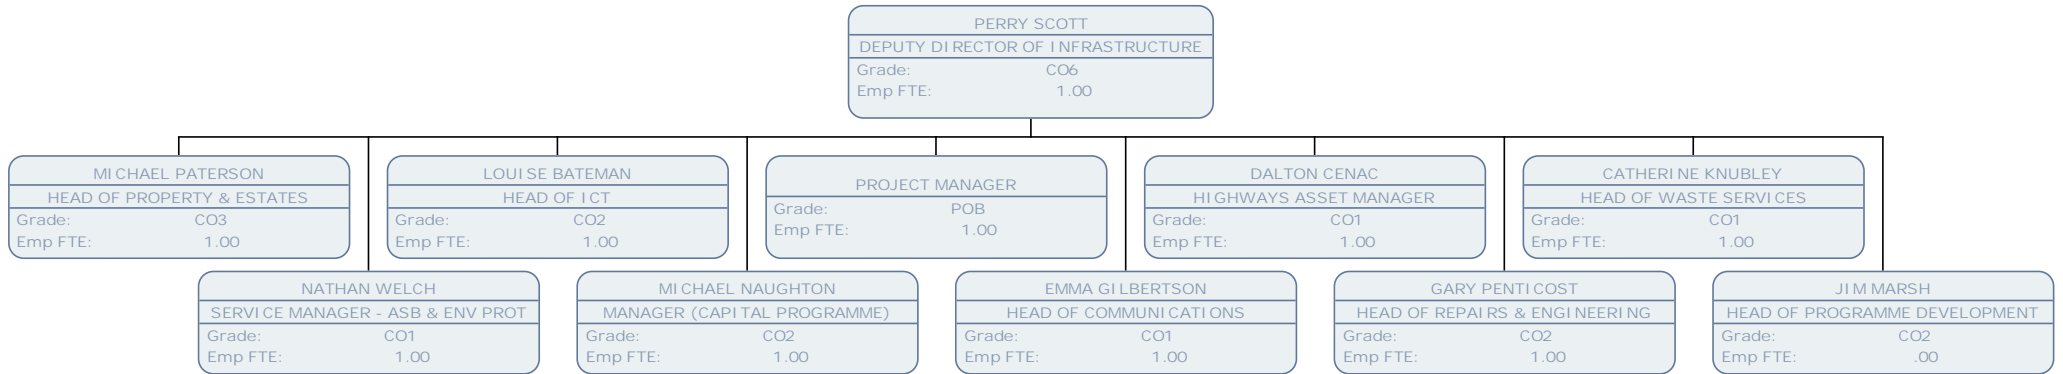 PERRY SCOTT
DEPUTY DIRECTOR OF INFRASTRUCTURE
Grade: CO6
Emp FTE: 1.00
MICHAEL PATERSON
HEAD OF PROPERTY & ESTATES
Grade: CO3
Emp FTE: 1.00
LOUISE BATEMAN
HEAD OF ICT
Grade: CO2
Emp FTE: 1.00
PROJECT MANAGER
Grade: POB
Emp FTE: 1.00
DALTON CENAC
HIGHWAYS ASSET MANAGER
Grade: CO1
Emp FTE: 1.00
CATHERINE KNUBLEY
HEAD OF WASTE SERVICES
Grade: CO1
Emp FTE: 1.00
NATHAN WELCH
SERVICE MANAGER - ASB & ENV PROT
Grade: CO1
Emp FTE: 1.00
MICHAEL NAUGHTON
MANAGER (CAPITAL PROGRAMME)
Grade: CO2
Emp FTE: 1.00
EMMA GILBERTSON
HEAD OF COMMUNICATIONS
Grade: CO1
Emp FTE: 1.00
GARY PENTICOST
HEAD OF REPAIRS & ENGINEERING
Grade: CO2
Emp FTE: 1.00
JIM MARSH
HEAD OF PROGRAMME DEVELOPMENT
Grade: CO2
Emp FTE: .00